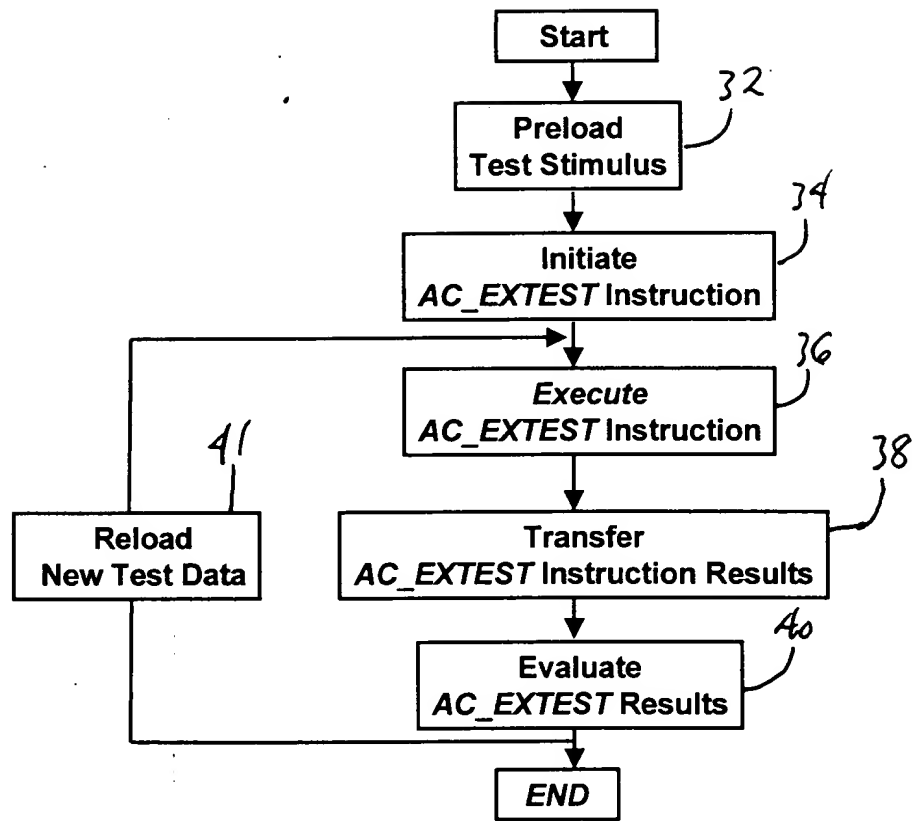 Start
32
Preload
Test Stimulus
34
Initiate
AC_EXTEST Instruction
36
Execute
AC_EXTEST Instruction
41
38
Reload
New Test Data
Transfer
AC_EXTEST Instruction Results
40
Evaluate
AC_EXTEST Results
END